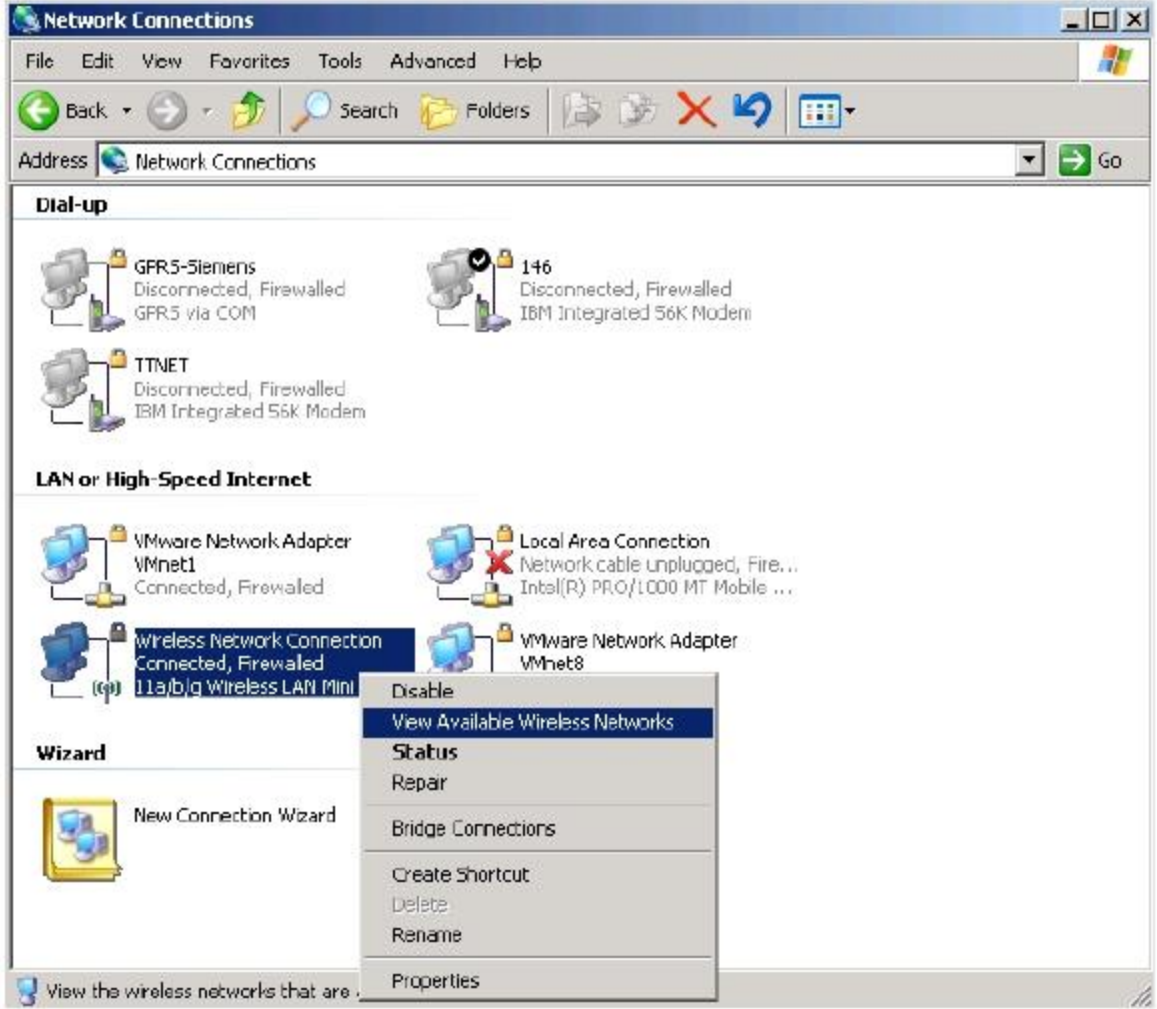 Network Connections
File Edit View Favorites Tools Advanced Help
Back Search Folders
Address Network Connections Go
Dial-up
GPRS-Siemens
Disconnected, Firewalled
GPRS via COM
146
Disconnected, Firewalled
IBM Integrated 56K Modem
TTNET
Disconnected, Firewalled
IBM Integrated 56K Modem
LAN or High-Speed Internet
VMware Network Adapter
VMnet1
Connected, Firewalled
Local Area Connection
Network cable unplugged, Fire...
Intel(R) PRO/1000 MT Mobile ...
Wireless Network Connection
Connected, Firewalled
11a/b/g Wireless LAN Mini
VMware Network Adapter
VMnet8
Disable
View Available Wireless Networks
Status
Repair
Bridge Connections
Create Shortcut
Delete
Rename
Properties
Wizard
New Connection Wizard
View the wireless networks that are